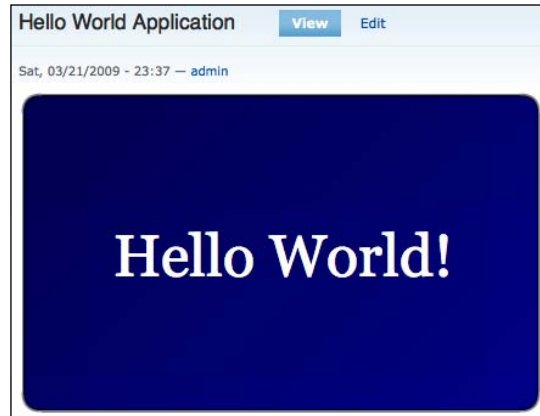 Hello World Application View Edit
Sat, 03/21/2009 - 23:37 — admin
Hello World!